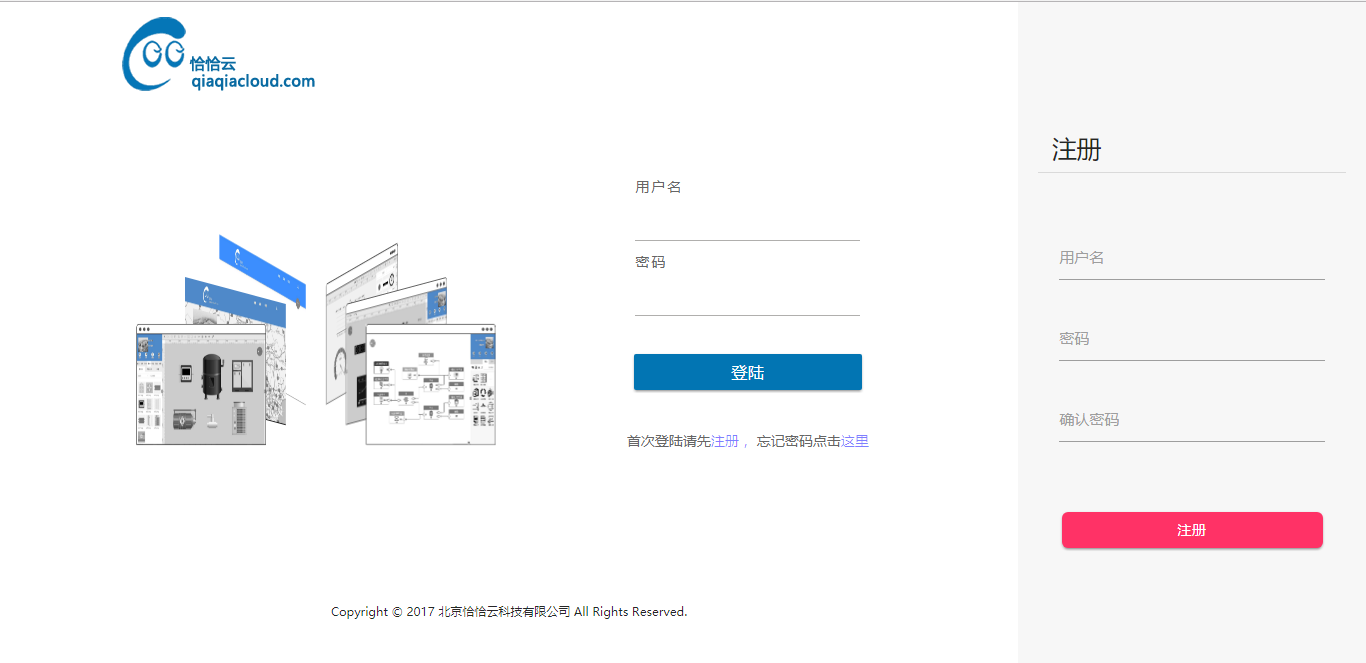 恰恰云
qiaqiacloud.com
用户名
密码
登陆
首次登陆请先注册 ，忘记密码点击这里
Copyright © 2017 北京恰恰云科技有限公司 All Rights Reserved.
注册
用户名
密码
确认密码
注册